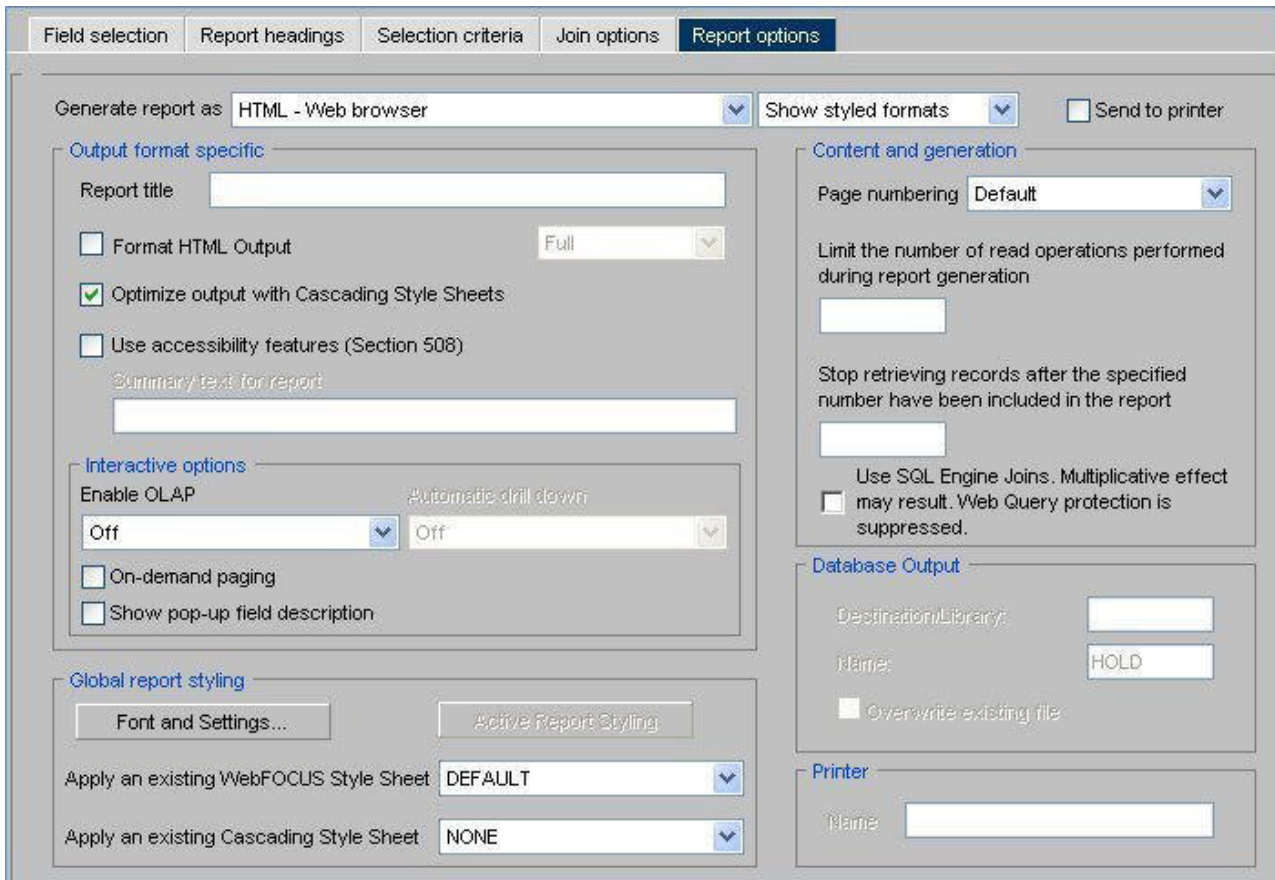 Field selection
Report headings
Selection criteria
Join options
Report options
Generate report as
HTML - Web browser
Show styled formats
Send to printer
Output format specific
Report title
Format HTML Output
Full
Optimize output with Cascading Style Sheets
Use accessibility features (Section 508)
Summary text for report
Interactive options
Enable OLAP
Automatic drill down
Off
Off
On-demand paging
Show pop-up field description
Global report styling
Font and Settings...
Active Report Styling
Apply an existing WebFOCUS Style Sheet
DEFAULT
Apply an existing Cascading Style Sheet
NONE
Content and generation
Page numbering
Default
Limit the number of read operations performed
during report generation
Stop retrieving records after the specified
number have been included in the report
Use SQL Engine Joins. Multiplicative effect
may result. Web Query protection is
suppressed.
Database Output
Destination/Library:
Name:
HOLD
Overwrite existing file
Printer
Name